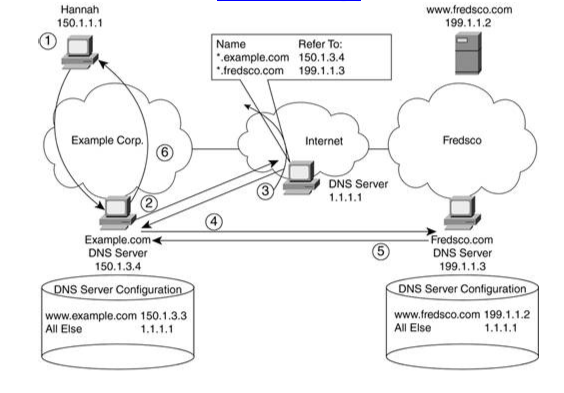 Hannah
150.1.1.1
www.fredsco.com
199.1.1.2
1
Name Refer To:
*.example.com 150.1.3.4
*.fredsco.com 199.1.1.3
Example Corp.
Internet
Fredsco
6
3
DNS Server
1.1.1.1
2
4
5
Example.com
DNS Server
150.1.3.4
Fredsco.com
DNS Server
199.1.1.3
DNS Server Configuration
www.example.com 150.1.3.3
All Else 1.1.1.1
DNS Server Configuration
www.fredsco.com 199.1.1.2
All Else 1.1.1.1